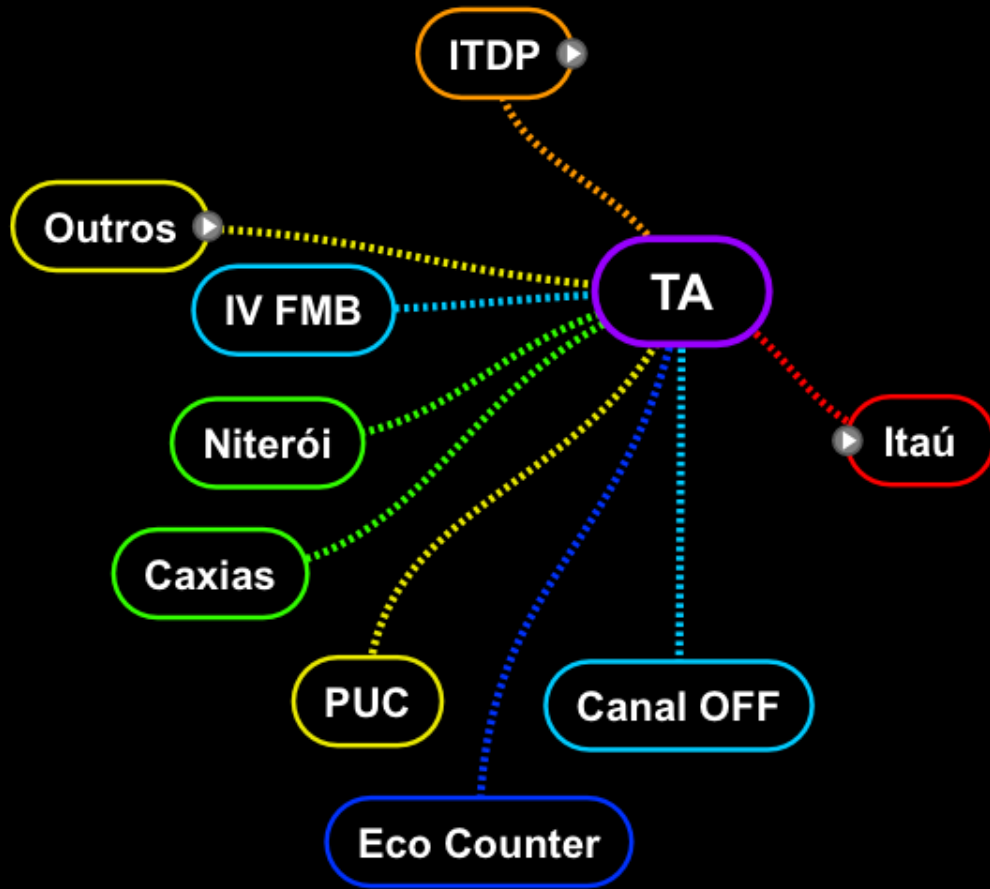 ITDP
Outros
TA
IV FMB
Niterói
Itaú
Caxias
PUC
Canal OFF
Eco Counter